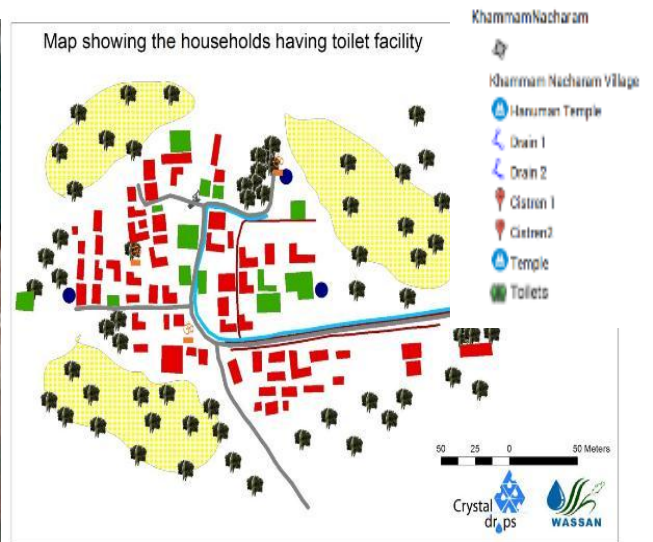 Map showing the households having toilet facility
KhammamNacharam
Khammam Nacharam Village
Hanuman Temple
Drain 1
Drain 2
Cistren 1
Cistren2
Temple
Toilets
ॐ
ॐ
ॐ
50 25 0 50 Meters
Crystal
drops
WASSAN